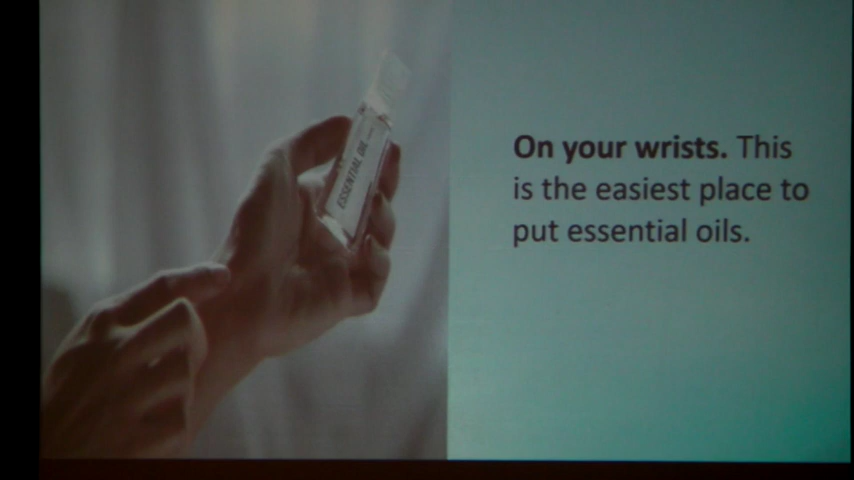 ESSENTIAL OIL
On your wrists. This
is the easiest place to
put essential oils.